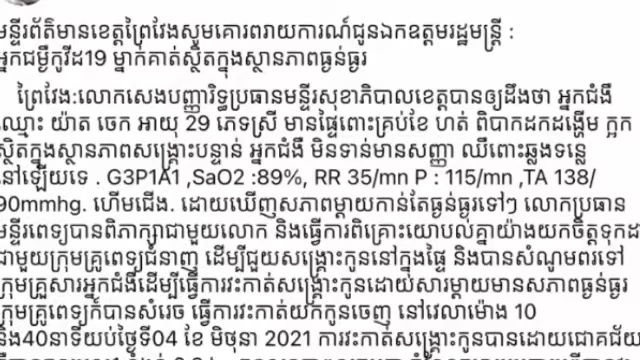 មន្ទីរព័ត៌មានខេត្តព្រៃវែងសូមគោរពរាយការណ៍ជូនឯកឧត្តមរដ្ឋមន្ត្រី :
អ្នកជម្ងឺកូវីដ19 ម្នាក់គាត់ស្ថិតក្នុងស្ថានភាពធ្ងន់ធ្ងរ
ព្រៃវែង:លោកសេងបញ្ញារិទ្ធប្រធានមន្ទីរសុខាភិបាលខេត្តបានឲ្យដឹងថា អ្នកជំងឺ
ឈ្មោះ យ៉ាត ចេក អាយុ 29 ភេទស្រី មានផ្ទៃពោះគ្រប់ខែ ហត់ ពិបាកដកដង្ហើម ក្អក
ស្ថិតក្នុងស្ថានភាពសង្គ្រោះបន្ទាន់ អ្នកជំងឺ មិនទាន់មានសញ្ញា ឈឺពោះឆ្លងទន្លេ
នៅឡើយទេ . G3P1A1 ,SaO2 :89%, RR 35/mn P : 115/mn ,TA 138/
90mmhg. ហើមជើង. ដោយឃើញសភាពម្តាយកាន់តែធ្ងន់ធ្ងរទៅៗ លោកប្រធាន
មន្ទីរពេទ្យបានពិភាក្សាជាមួយលោក និងធ្វើការពិគ្រោះយោបល់គ្នាយ៉ាងយកចិត្តទុកដា
ជាមួយក្រុមគ្រូពេទ្យជំនាញ ដើម្បីជួយសង្គ្រោះកូននៅក្នុងផ្ទៃ និងបានសំណូមពរទៅ
ក្រុមគ្រួសារអ្នកជំងឺដើម្បីធ្វើការវះកាត់សង្គ្រោះកូនដោយសារម្តាយមានសភាពធ្ងន់ធ្ងរ
ក្រុមគ្រូពេទ្យក៏បានសំរេច ធ្វើការវះកាត់យកកូនចេញ នៅវេលាម៉ោង 10
និង40នាទីយប់ថ្ងៃទី04 ខែ មិថុនា 2021 ការវះកាត់សង្គ្រោះកូនបានដោយជោគជ័យ